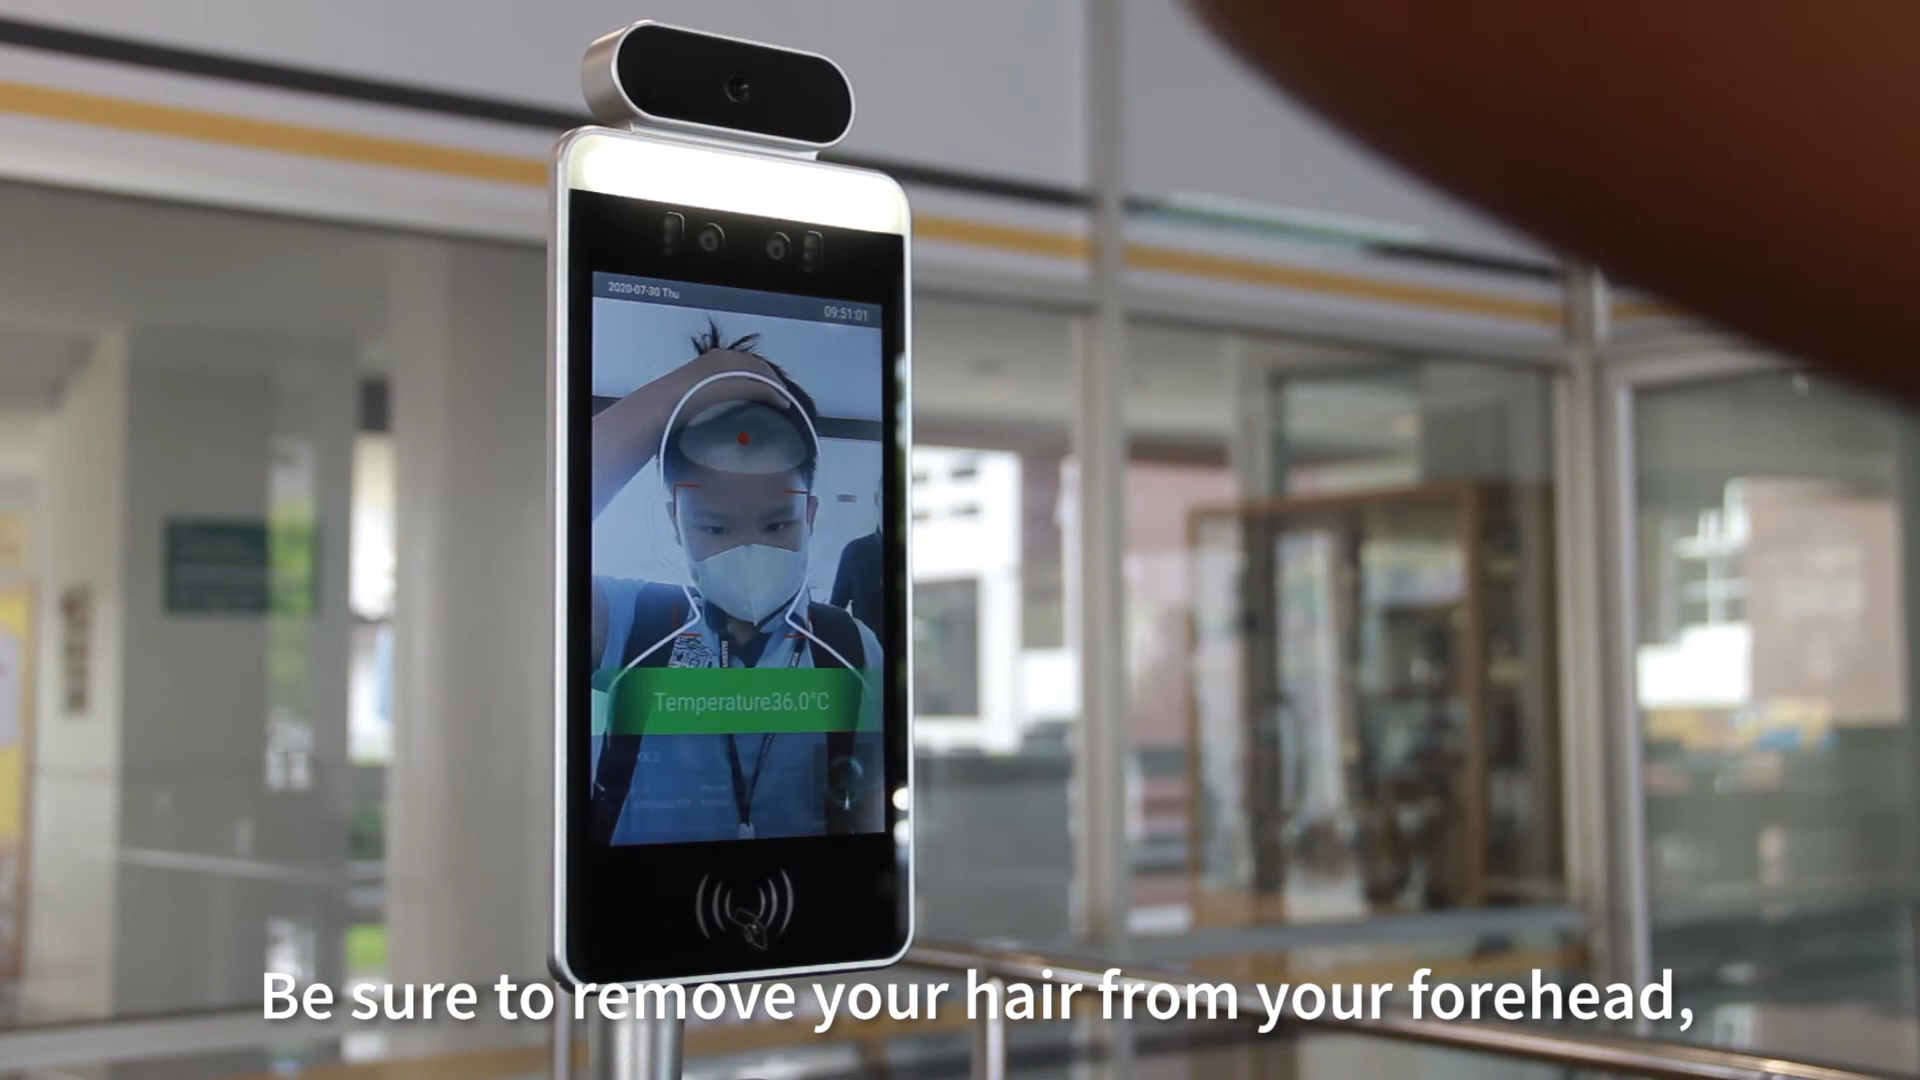 2020-07-30 Thu
09:51:01
Temperature36.0°C
Be sure to remove your hair from your forehead,